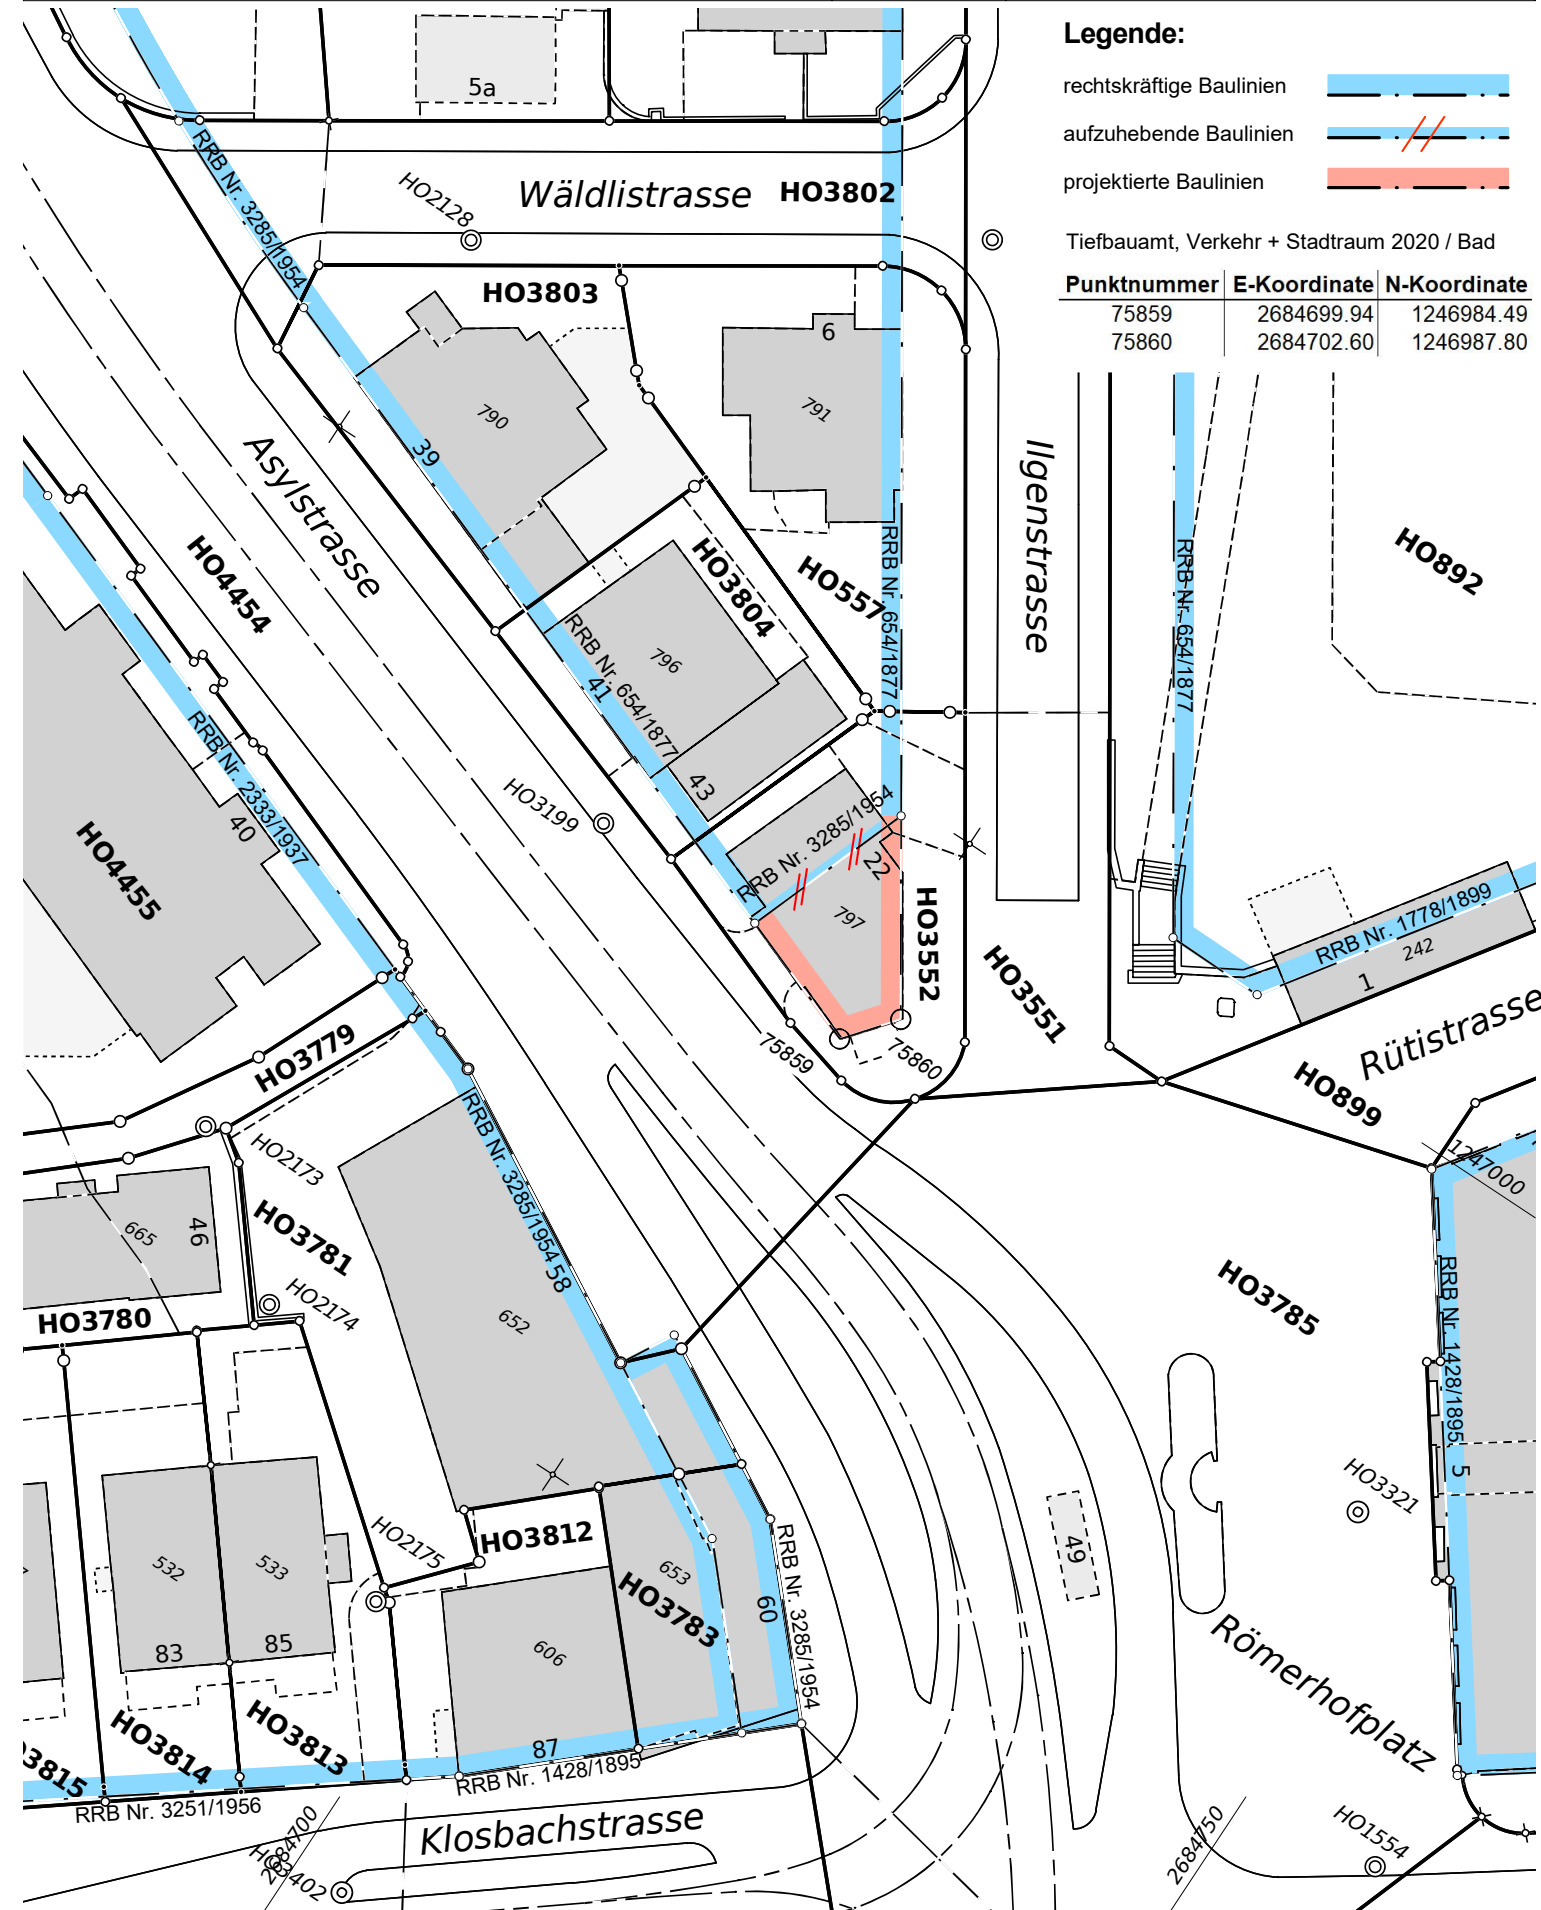 Legende:
rechtskräftige Baulinien
aufzuhebende Baulinien
projektierte Baulinien
Tiefbauamt, Verkehr + Stadtraum 2020 / Bad
Punktnummer E-Koordinate N-Koordinate
75859 2684699.94 1246984.49
75860 2684702.60 1246987.80
5a
RRB Nr. 3285/1954
HO2128
Wäldlistrasse
HO3802
HO3803
6
790
791
39
Asylstrasse
Ilgenstrasse
HO4454
HO3804
HO557
RRB Nr. 654/1877
RRB Nr. 654/1877
HO892
796
RRB Nr. 654/1877
41
43
RRB Nr. 2333/1937
40
HO4455
HO3199
RRB Nr. 3285/1954
22
797
HO3552
HO3551
RRB Nr. 1778/1899
242
1
Rütistrasse
HO899
75859
75860
HO3779
HO2173
RRB Nr. 3285/1954
58
1247000
46
665
HO3781
HO2174
HO3780
652
HO3785
RRB Nr. 1428/1895
5
HO3321
HO2175
HO3812
532
533
653
HO3783
60
RRB Nr. 3285/1954
49
83
85
606
Römerhofplatz
HO3814
HO3813
3815
87
RRB Nr. 1428/1895
RRB Nr. 3251/1956
Klosbachstrasse
2684700
2684750
HO1554
HO3402